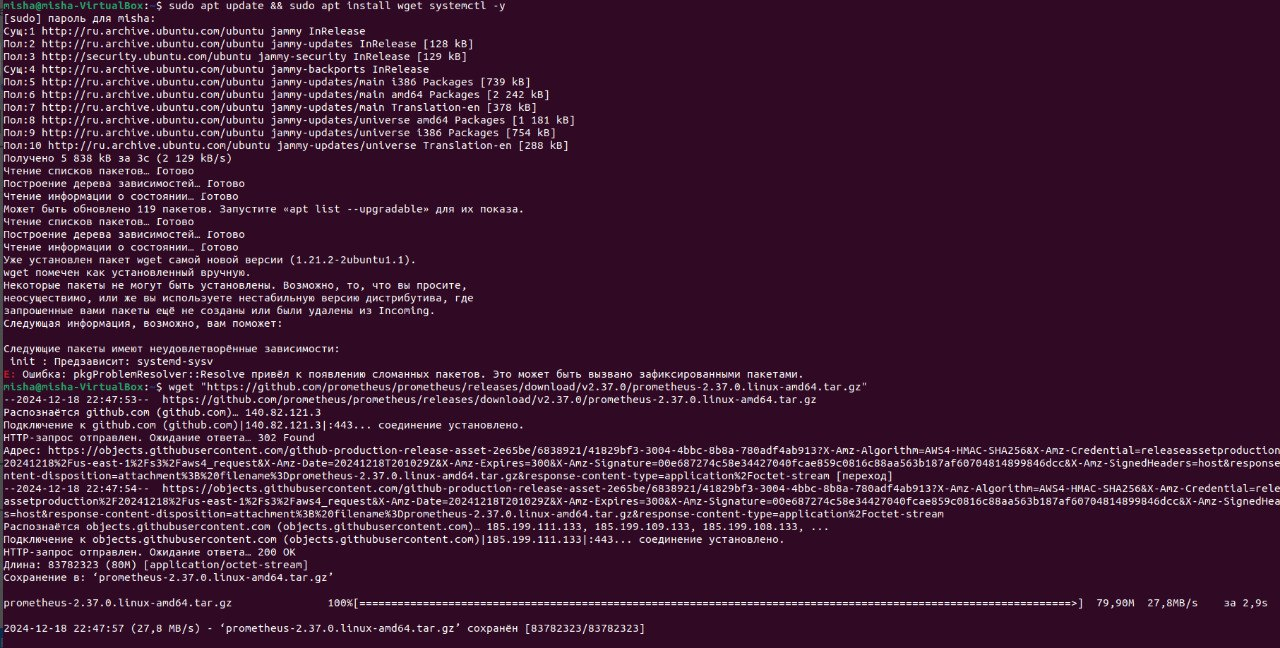 misha@misha-VirtualBox:~$ sudo apt update && sudo apt install wget systemctl -y
[sudo] пароль для misha:
Сущ:1 http://ru.archive.ubuntu.com/ubuntu jammy InRelease
Пол:2 http://ru.archive.ubuntu.com/ubuntu jammy-updates InRelease [128 kB]
Пол:3 http://security.ubuntu.com/ubuntu jammy-security InRelease [129 kB]
Сущ:4 http://ru.archive.ubuntu.com/ubuntu jammy-backports InRelease
Пол:5 http://ru.archive.ubuntu.com/ubuntu jammy-updates/main i386 Packages [739 kB]
Пол:6 http://ru.archive.ubuntu.com/ubuntu jammy-updates/main amd64 Packages [2 242 kB]
Пол:7 http://ru.archive.ubuntu.com/ubuntu jammy-updates/main Translation-en [378 kB]
Пол:8 http://ru.archive.ubuntu.com/ubuntu jammy-updates/universe amd64 Packages [1 181 kB]
Пол:9 http://ru.archive.ubuntu.com/ubuntu jammy-updates/universe i386 Packages [754 kB]
Пол:10 http://ru.archive.ubuntu.com/ubuntu jammy-updates/universe Translation-en [288 kB]
Получено 5 838 kB за 3с (2 129 kB/s)
Чтение списков пакетов… Готово
Построение дерева зависимостей… Готово
Чтение информации о состоянии… Готово
Может быть обновлено 119 пакетов. Запустите «apt list --upgradable» для их показа.
Чтение списков пакетов… Готово
Построение дерева зависимостей… Готово
Чтение информации о состоянии… Готово
Уже установлен пакет wget самой новой версии (1.21.2-2ubuntu1.1).
wget помечен как установленный вручную.
Некоторые пакеты не могут быть установлены. Возможно, то, что вы просите,
неосуществимо, или же вы используете нестабильную версию дистрибутива, где
запрошенные вами пакеты ещё не созданы или были удалены из Incoming.
Следующая информация, возможно, вам поможет:
Следующие пакеты имеют неудовлетворённые зависимости:
init : Предзависит: systemd-sysv
E: Ошибка: pkgProblemResolver::Resolve привёл к появлению сломанных пакетов. Это может быть вызвано зафиксированными пакетами.
misha@misha-VirtualBox:~$ wget "https://github.com/prometheus/prometheus/releases/download/v2.37.0/prometheus-2.37.0.linux-amd64.tar.gz"
--2024-12-18 22:47:53-- https://github.com/prometheus/prometheus/releases/download/v2.37.0/prometheus-2.37.0.linux-amd64.tar.gz
Распознаётся github.com (github.com)… 140.82.121.3
Подключение к github.com (github.com)|140.82.121.3|:443... соединение установлено.
HTTP-запрос отправлен. Ожидание ответа… 302 Found
Адрес: https://objects.githubusercontent.com/github-production-release-asset-2e65be/6838921/41829bf3-3004-4bbc-8b8a-780adf4ab913?X-Amz-Algorithm=AWS4-HMAC-SHA256&X-Amz-Credential=releaseassetproduction
20241218%2Fus-east-1%2Fs3%2Faws4_request&X-Amz-Date=20241218T201029Z&X-Amz-Expires=300&X-Amz-Signature=00e687274c58e34427040fcae859c0816c88aa563b187af60704814899846dcc&X-Amz-SignedHeaders=host&response
ntent-disposition=attachment%3B%20filename%3Dprometheus-2.37.0.linux-amd64.tar.gz&response-content-type=application%2Foctet-stream [переход]
--2024-12-18 22:47:54-- https://objects.githubusercontent.com/github-production-release-asset-2e65be/6838921/41829bf3-3004-4bbc-8b8a-780adf4ab913?X-Amz-Algorithm=AWS4-HMAC-SHA256&X-Amz-Credential=rele
assetproduction%2F20241218%2Fus-east-1%2Fs3%2Faws4_request&X-Amz-Date=20241218T201029Z&X-Amz-Expires=300&X-Amz-Signature=00e687274c58e34427040fcae859c0816c88aa563b187af60704814899846dcc&X-Amz-SignedHea
s=host&response-content-disposition=attachment%3B%20filename%3Dprometheus-2.37.0.linux-amd64.tar.gz&response-content-type=application%2Foctet-stream
Распознаётся objects.githubusercontent.com (objects.githubusercontent.com)… 185.199.111.133, 185.199.109.133, 185.199.108.133, ...
Подключение к objects.githubusercontent.com (objects.githubusercontent.com)|185.199.111.133|:443... соединение установлено.
HTTP-запрос отправлен. Ожидание ответа… 200 OK
Длина: 83782323 (80M) [application/octet-stream]
Сохранение в: ‘prometheus-2.37.0.linux-amd64.tar.gz’
prometheus-2.37.0.linux-amd64.tar.gz 100%[=================================================>] 79,90M 27,8MB/s за 2,9s
2024-12-18 22:47:57 (27,8 MB/s) - ‘prometheus-2.37.0.linux-amd64.tar.gz’ сохранён [83782323/83782323]